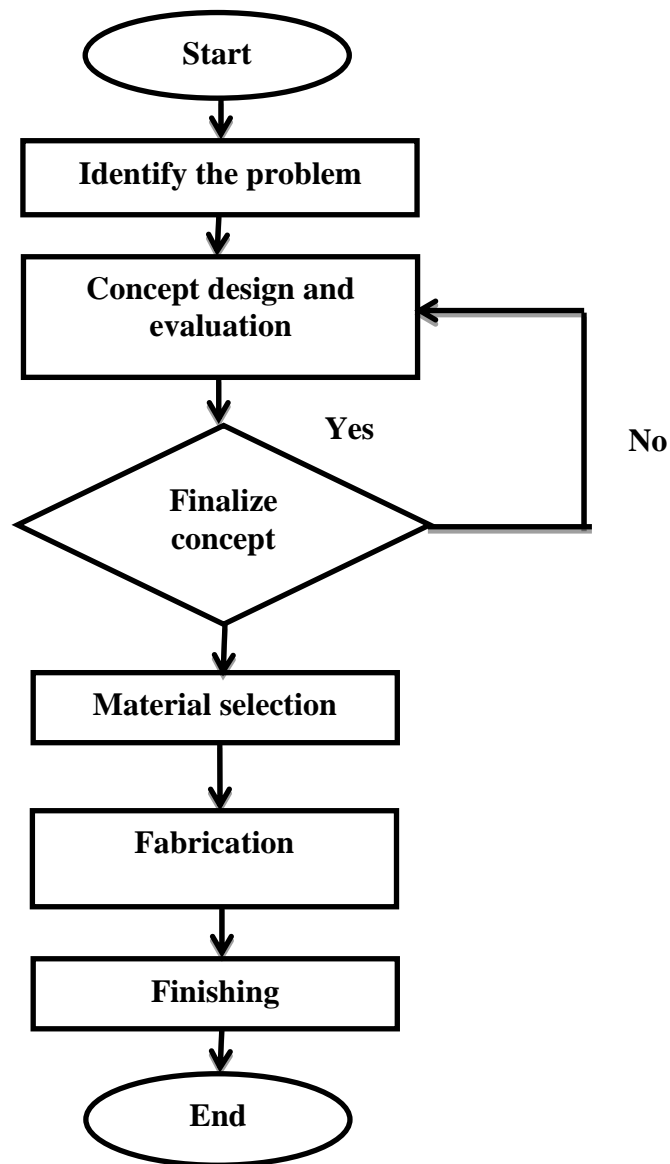 Start
Identify the problem
Concept design and
evaluation
Yes
No
Finalize
concept
Material selection
Fabrication
Finishing
End